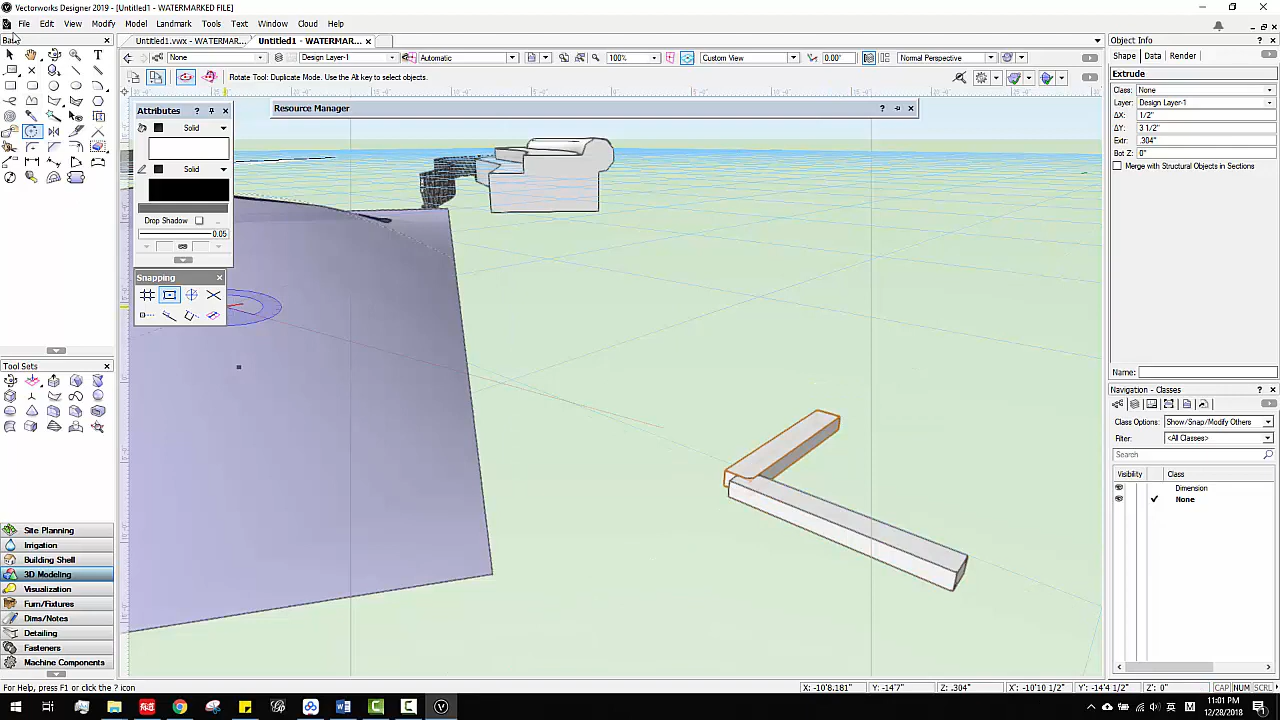 Vectorworks Designer 2019 - [Untitled1 - WATERMARKED FILE]
File Edit View Modify Model Landmark Tools Text Window Cloud Help
Untitled1.vwx - WATERMAR...
Untitled1 - WATERMARK...
None
Design Layer-1
Automatic
100%
Custom View
0.00°
Normal Perspective
Rotate Tool: Duplicate Mode. Use the Alt key to select objects.
Attributes
Solid
Solid
Drop Shadow
0.05
Snapping
Resource Manager
Tool Sets
Site Planning
Irrigation
Building Shell
3D Modeling
Visualization
Furn/Fixtures
Dims/Notes
Detailing
Fasteners
Machine Components
Object Info
Shape Data Render
Extrude
Class: None
Layer: Design Layer-1
ΔX: 1/2"
ΔY: 3 1/2"
Extr: .304"
Bot Z: 0"
Merge with Structural Objects in Sections
Name:
Navigation - Classes
Class Options: Show/Snap/Modify Others
Filter: <All Classes>
Search
Visibility Class
Dimension
None
For Help, press F1 or click the ? icon
X: -10'8.181" Y: -14'7" Z: .304" X': -10'10 1/2" Y': -14'4 1/2" Z': 0" CAP NUM SCRL
11:01 PM
12/28/2018